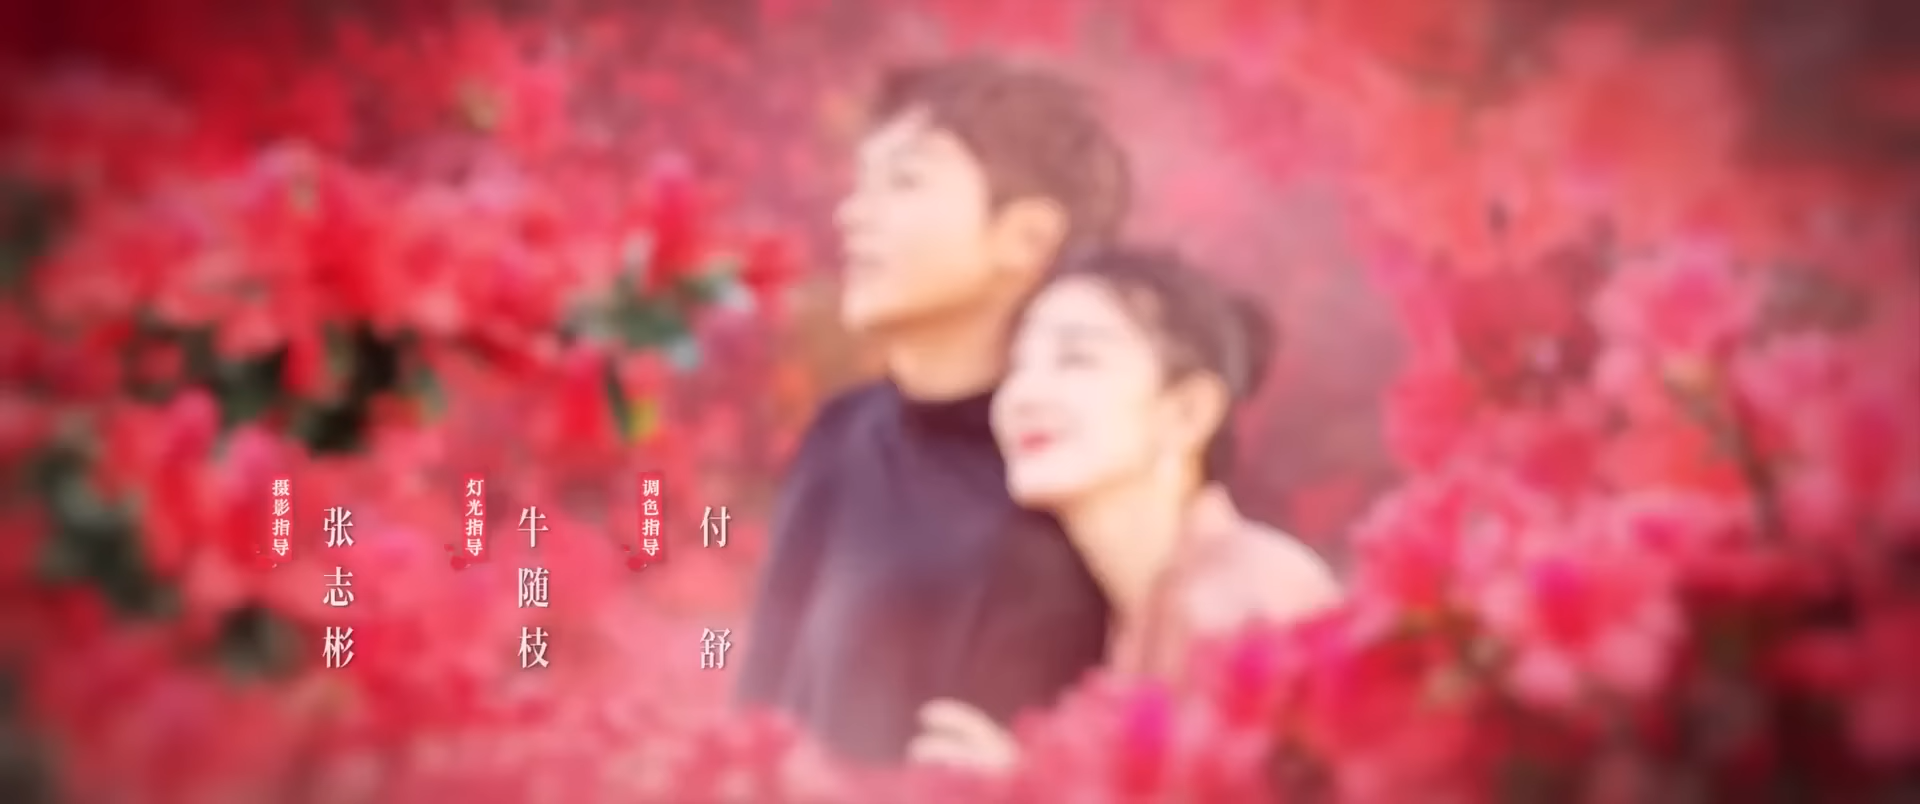 摄影指导
张志彬
灯光指导
牛随枝
调色指导
付舒